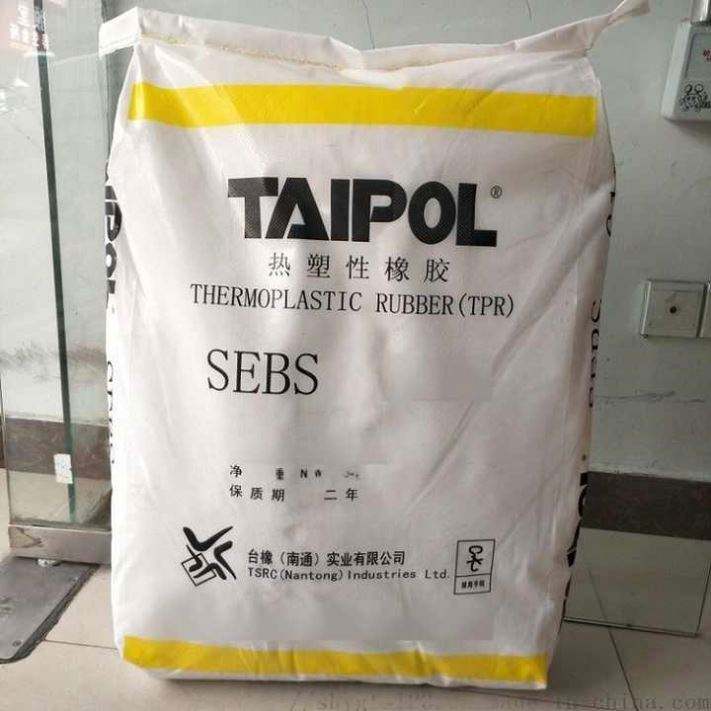 TAIPOL®
热塑性橡胶
THERMOPLASTIC RUBBER(TPR)
SEBS
净 重 N W
保质期 二年
台橡（南通）实业有限公司
TSRC(Nantong)Industries Ltd.